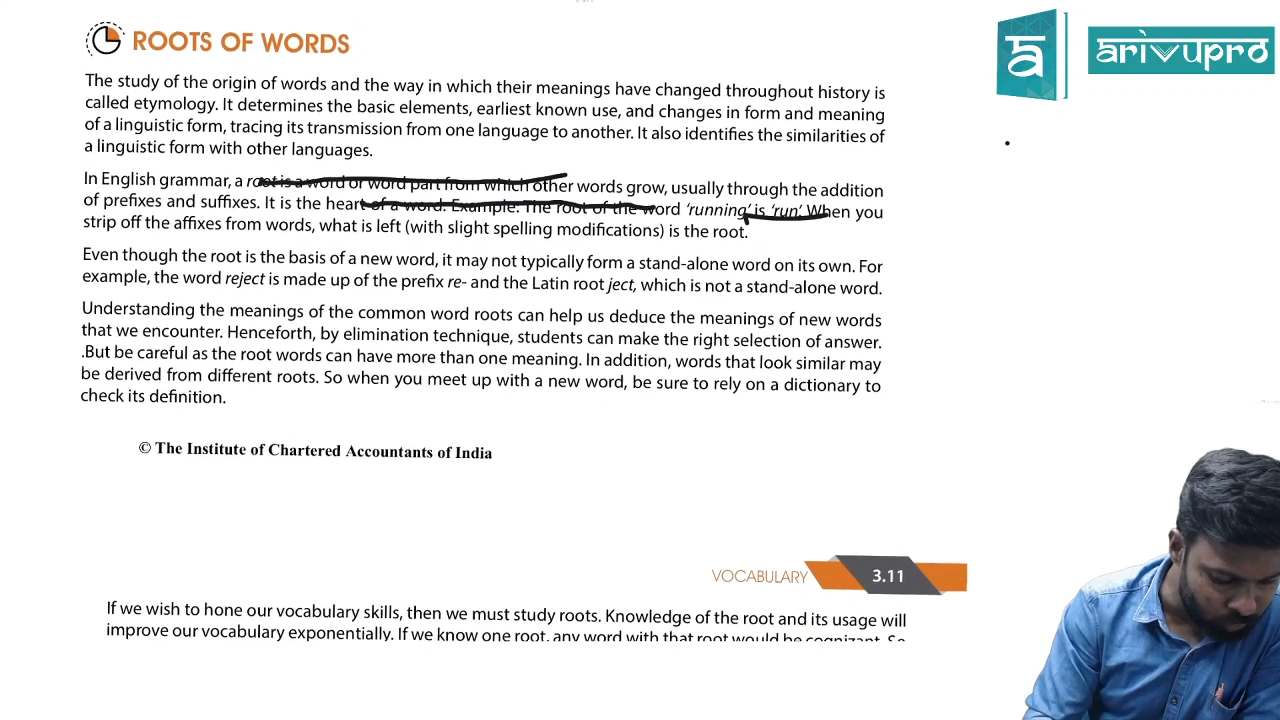 ROOTS OF WORDS
a
arivupro
The study of the origin of words and the way in which their meanings have changed throughout history is
called etymology. It determines the basic elements, earliest known use, and changes in form and meaning
of a linguistic form, tracing its transmission from one language to another. It also identifies the similarities of
a linguistic form with other languages.
In English grammar, a root is a word or word part from which other words grow, usually through the addition
of prefixes and suffixes. It is the heart of a word. Example: The root of the word ‘running’ is ‘run’. When you
strip off the affixes from words, what is left (with slight spelling modifications) is the root.
Even though the root is the basis of a new word, it may not typically form a stand-alone word on its own. For
example, the word reject is made up of the prefix re- and the Latin root ject, which is not a stand-alone word.
Understanding the meanings of the common word roots can help us deduce the meanings of new words
that we encounter. Henceforth, by elimination technique, students can make the right selection of answer.
.But be careful as the root words can have more than one meaning. In addition, words that look similar may
be derived from different roots. So when you meet up with a new word, be sure to rely on a dictionary to
check its definition.
© The Institute of Chartered Accountants of India
VOCABULARY 3.11
If we wish to hone our vocabulary skills, then we must study roots. Knowledge of the root and its usage will
improve our vocabulary exponentially. If we know one root, any word with that root would be cognizant. So